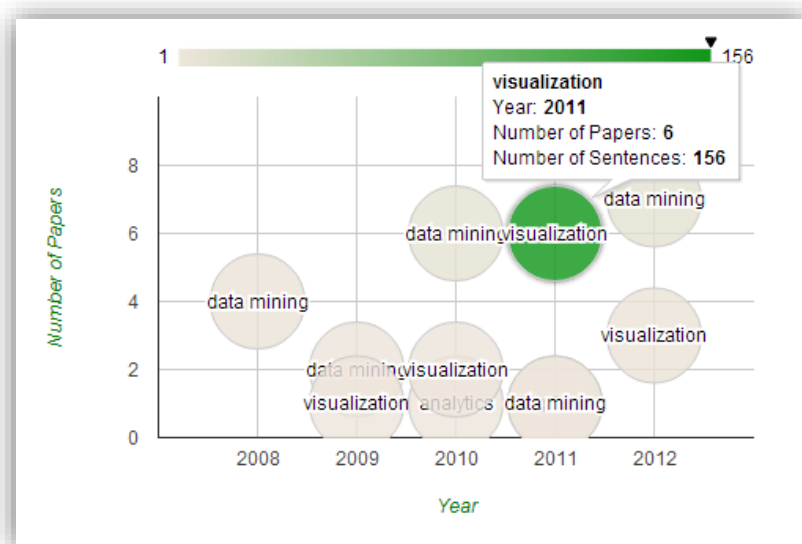 1
156
visualization
Year: 2011
Number of Papers: 6
Number of Sentences: 156
Number of Papers
8
6
4
2
0
data mining
data mining
visualization
data mining
data mining
visualization
visualization
visualization
analytics
data mining
2008
2009
2010
2011
2012
Year